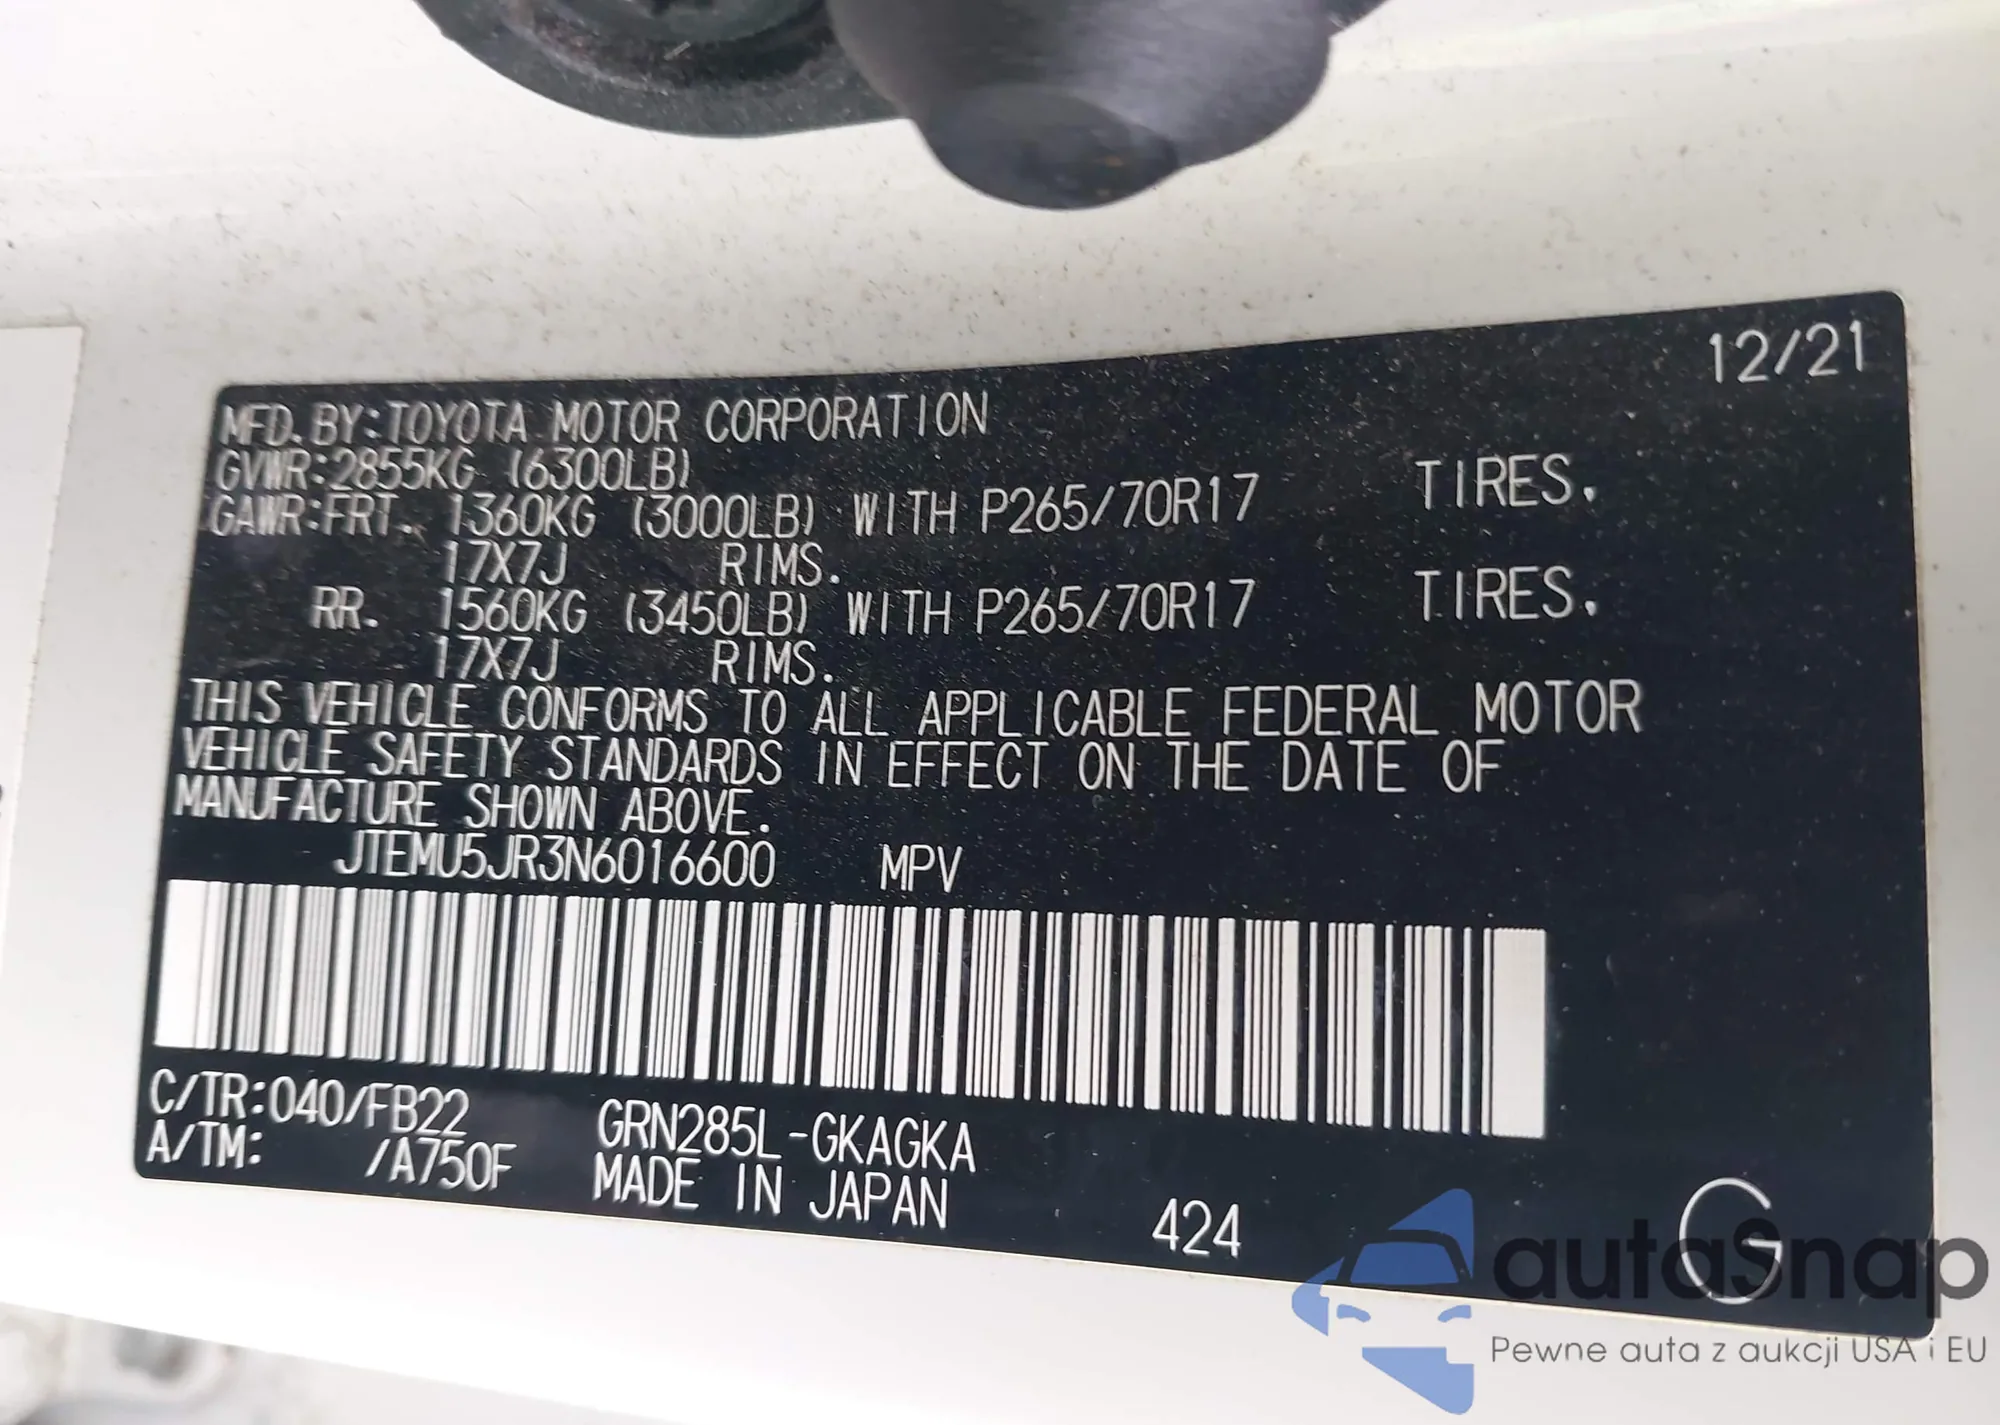 12/21
MFD. BY: TOYOTA MOTOR CORPORATION
GVWR: 2855KG (6300LB)
GAWR: FRT. 1360KG (3000LB) WITH P265/70R17 TIRES.
17X7J RIMS.
RR. 1560KG (3450LB) WITH P265/70R17 TIRES.
17X7J RIMS.
THIS VEHICLE CONFORMS TO ALL APPLICABLE FEDERAL MOTOR
VEHICLE SAFETY STANDARDS IN EFFECT ON THE DATE OF
MANUFACTURE SHOWN ABOVE.
JTEMU5JR3N6016600 MPV
C/TR: 040/FB22 GRN285L-GKAGKA
A/TM: /A750F MADE IN JAPAN 424 G
autosnap
Pewne auta z aukcji USA i EU